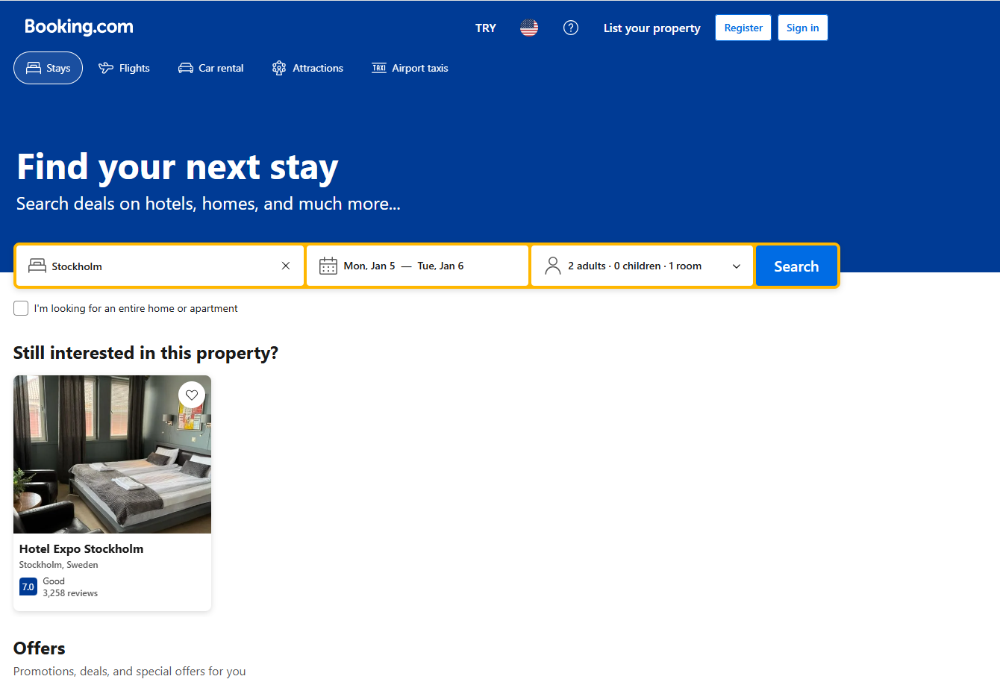 Booking.com
TRY
List your property
Register
Sign in
Stays
Flights
Car rental
Attractions
TAXI Airport taxis
Find your next stay
Search deals on hotels, homes, and much more...
Stockholm
Mon, Jan 5 — Tue, Jan 6
2 adults · 0 children · 1 room
Search
I'm looking for an entire home or apartment
Still interested in this property?
Hotel Expo Stockholm
Stockholm, Sweden
7.0
Good
3,258 reviews
Offers
Promotions, deals, and special offers for you